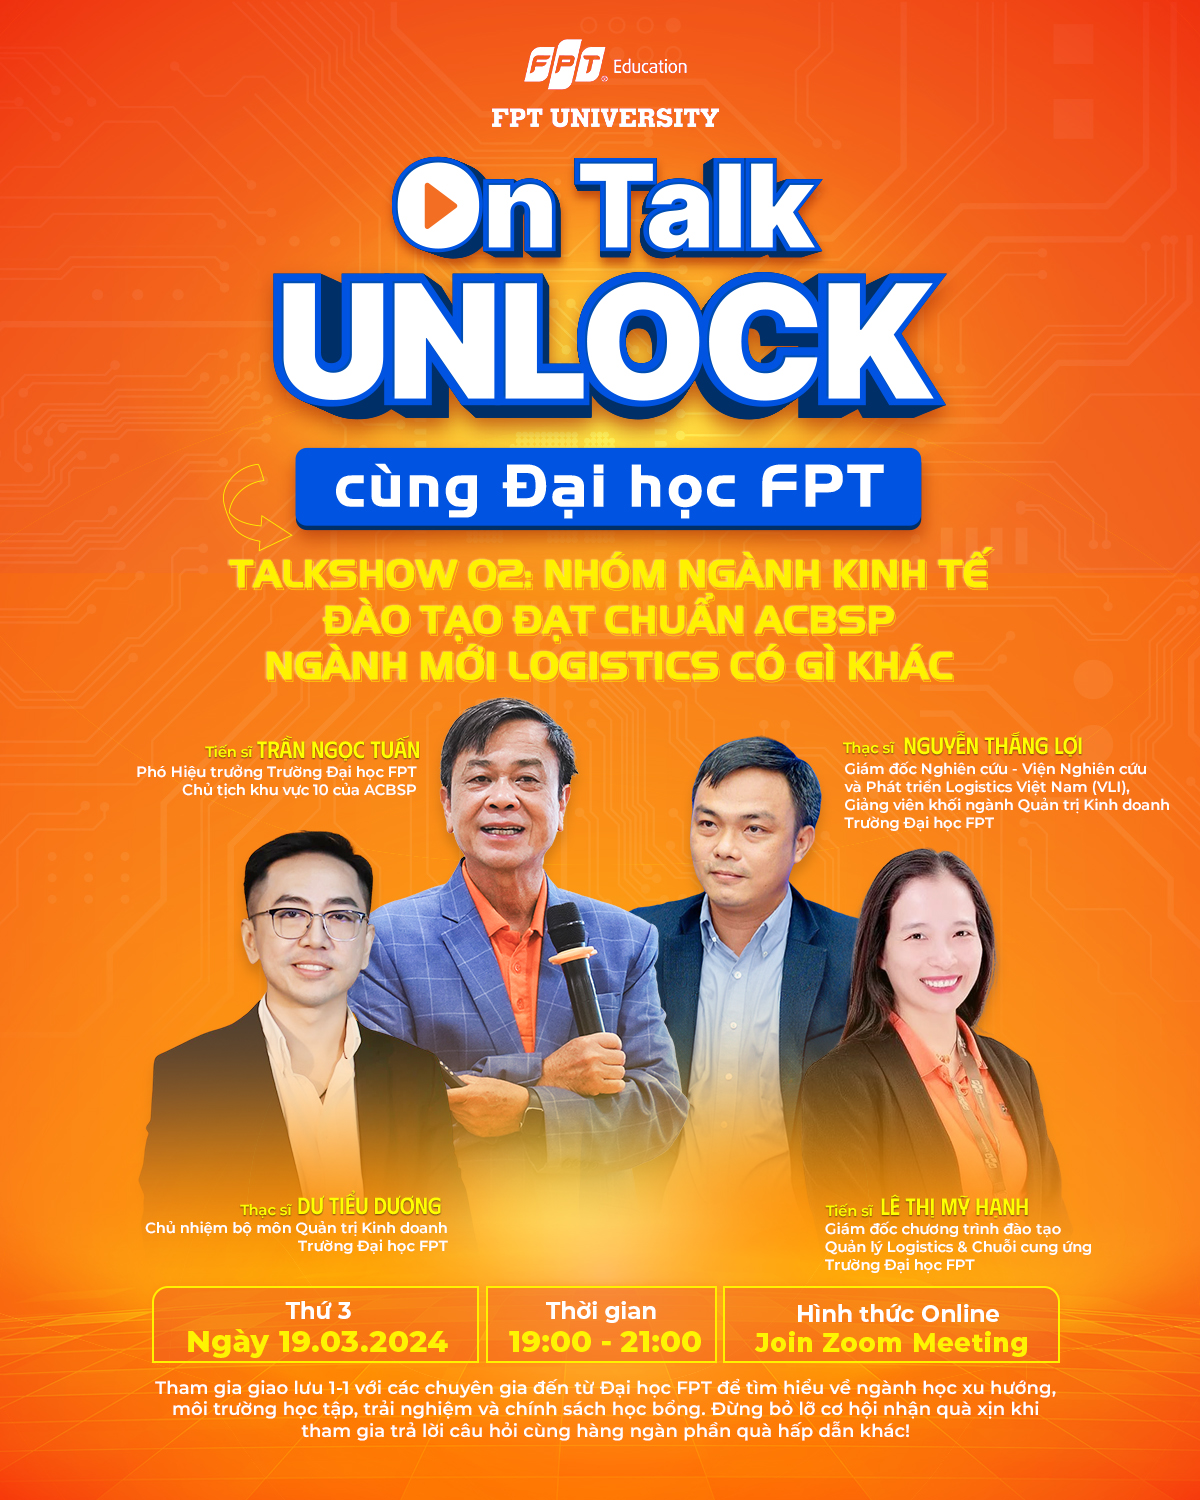 FPT Education
FPT UNIVERSITY
On Talk
UNLOCK
cùng Đại học FPT
TALKSHOW 02: NHÓM NGÀNH KINH TẾ
ĐÀO TẠO ĐẠT CHUẨN ACBSP
NGÀNH MỚI LOGISTICS CÓ GÌ KHÁC
Tiến sĩ TRẦN NGỌC TUẤN
Phó Hiệu trưởng Trường Đại học FPT
Chủ tịch khu vực 10 của ACBSP
Thạc sĩ NGUYỄN THẮNG LỢI
Giám đốc Nghiên cứu - Viện Nghiên cứu
và Phát triển Logistics Việt Nam (VLI),
Giảng viên khối ngành Quản trị Kinh doanh
Trường Đại học FPT
Thạc sĩ DƯ TIỂU DƯƠNG
Chủ nhiệm bộ môn Quản trị Kinh doanh
Trường Đại học FPT
Tiến sĩ LÊ THỊ MỸ HẠNH
Giám đốc chương trình đào tạo
Quản lý Logistics & Chuỗi cung ứng
Trường Đại học FPT
Thứ 3
Ngày 19.03.2024
Thời gian
19:00 - 21:00
Hình thức Online
Join Zoom Meeting
Tham gia giao lưu 1-1 với các chuyên gia đến từ Đại học FPT để tìm hiểu về ngành học xu hướng,
môi trường học tập, trải nghiệm và chính sách học bổng. Đừng bỏ lỡ cơ hội nhận quà xịn khi
tham gia trả lời câu hỏi cùng hàng ngàn phần quà hấp dẫn khác!